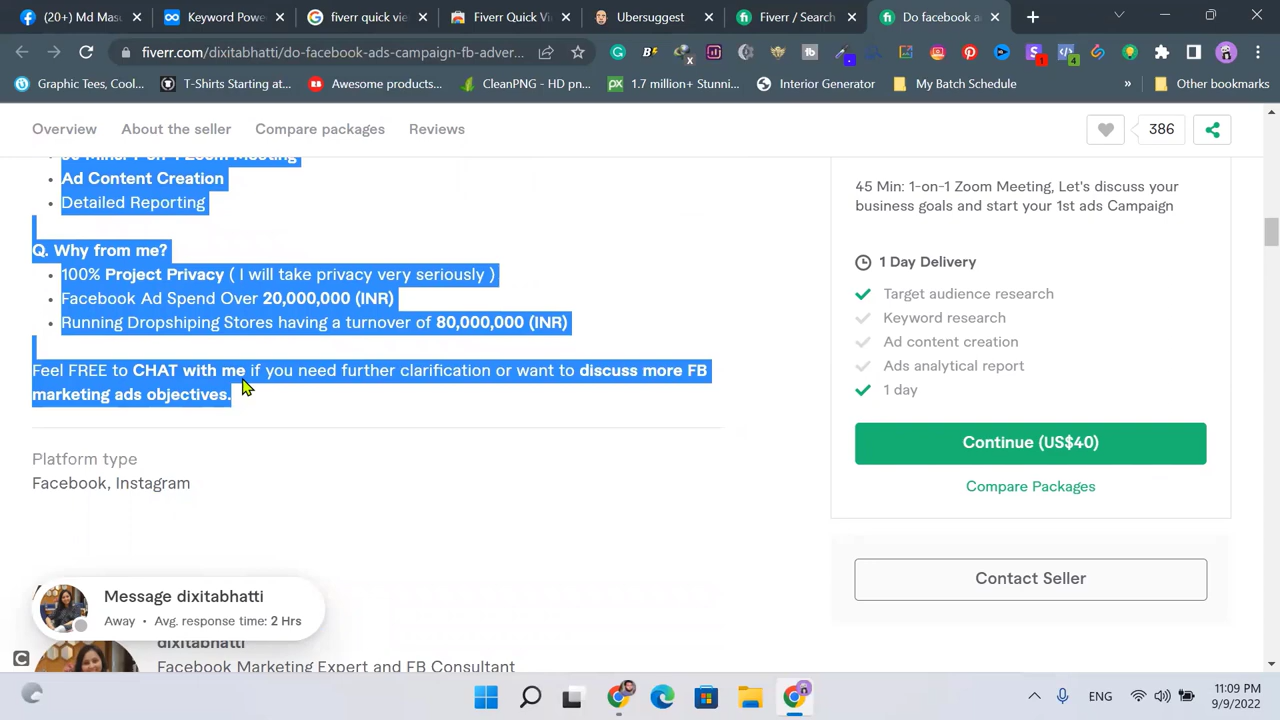 (20+) Md Mas
Keyword Pow
fiverr quick vie
Fiverr Quick Vi
Ubersuggest
Fiverr / Search
Do facebook a
fiverr.com/dixitabhatti/do-facebook-ads-campaign-fb-adver...
Graphic Tees, Cool...
T-Shirts Starting at...
Awesome products...
CleanPNG - HD pn...
1.7 million+ Stunni...
Interior Generator
My Batch Schedule
»
Other bookmarks
Overview
About the seller
Compare packages
Reviews
386
Ad Content Creation
Detailed Reporting
Q. Why from me?
100% Project Privacy ( I will take privacy very seriously )
Facebook Ad Spend Over 20,000,000 (INR)
Running Dropshiping Stores having a turnover of 80,000,000 (INR)
Feel FREE to CHAT with me if you need further clarification or want to discuss more FB
marketing ads objectives.
Platform type
Facebook, Instagram
Message dixitabhatti
Away • Avg. response time: 2 Hrs
dixitabhatti
Facebook Marketing Expert and FB Consultant
45 Min: 1-on-1 Zoom Meeting, Let's discuss your
business goals and start your 1st ads Campaign
1 Day Delivery
Target audience research
Keyword research
Ad content creation
Ads analytical report
1 day
Continue (US$40)
Compare Packages
Contact Seller
ENG
11:09 PM
9/9/2022